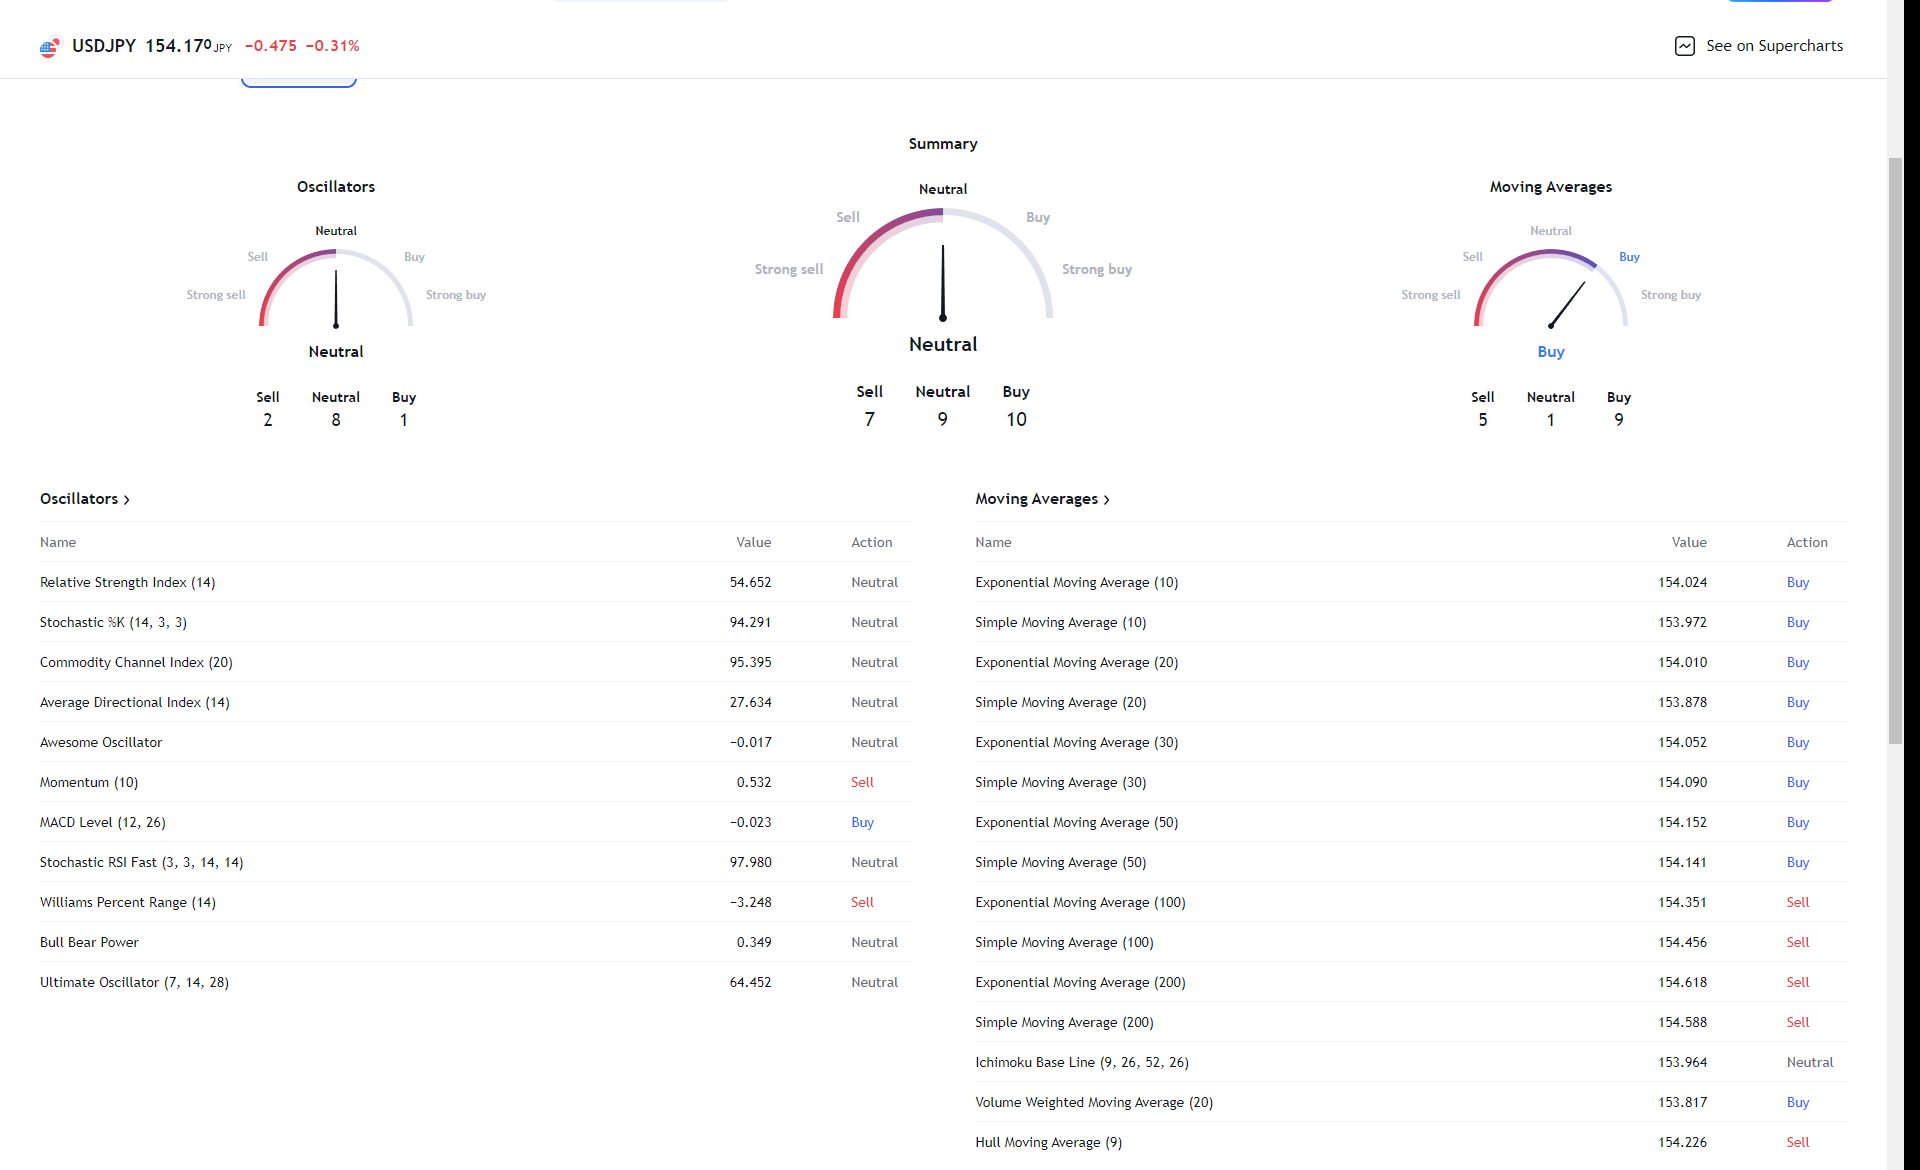 USDJPY 154.170 JPY −0.475 −0.31%
See on Supercharts
Summary
Neutral
Sell
Buy
Strong sell
Strong buy
Neutral
Sell Neutral Buy
7 9 10
Oscillators
Neutral
Sell
Buy
Strong sell
Strong buy
Neutral
Sell Neutral Buy
2 8 1
Moving Averages
Neutral
Sell
Buy
Strong sell
Strong buy
Buy
Sell Neutral Buy
5 1 9
Oscillators ›
Name Value Action
Relative Strength Index (14) 54.652 Neutral
Stochastic %K (14, 3, 3) 94.291 Neutral
Commodity Channel Index (20) 95.395 Neutral
Average Directional Index (14) 27.634 Neutral
Awesome Oscillator −0.017 Neutral
Momentum (10) 0.532 Sell
MACD Level (12, 26) −0.023 Buy
Stochastic RSI Fast (3, 3, 14, 14) 97.980 Neutral
Williams Percent Range (14) −3.248 Sell
Bull Bear Power 0.349 Neutral
Ultimate Oscillator (7, 14, 28) 64.452 Neutral
Moving Averages ›
Name Value Action
Exponential Moving Average (10) 154.024 Buy
Simple Moving Average (10) 153.972 Buy
Exponential Moving Average (20) 154.010 Buy
Simple Moving Average (20) 153.878 Buy
Exponential Moving Average (30) 154.052 Buy
Simple Moving Average (30) 154.090 Buy
Exponential Moving Average (50) 154.152 Buy
Simple Moving Average (50) 154.141 Buy
Exponential Moving Average (100) 154.351 Sell
Simple Moving Average (100) 154.456 Sell
Exponential Moving Average (200) 154.618 Sell
Simple Moving Average (200) 154.588 Sell
Ichimoku Base Line (9, 26, 52, 26) 153.964 Neutral
Volume Weighted Moving Average (20) 153.817 Buy
Hull Moving Average (9) 154.226 Sell